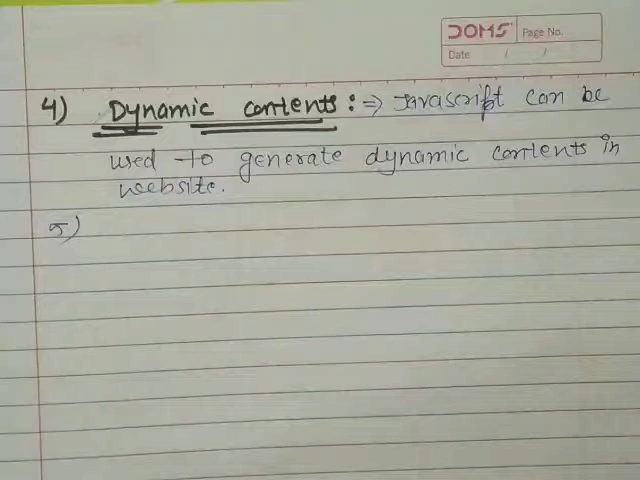 DOMS Page No.
Date / /
4) Dynamic contents :⇒ Javascript can be
used to generate dynamic contents in
website.
5)